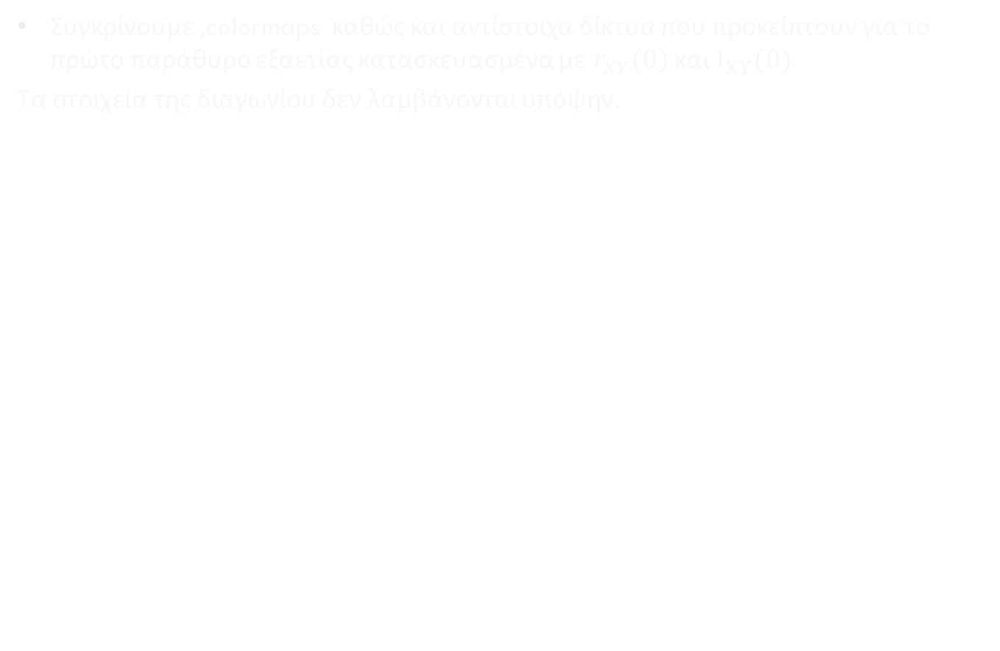 • Συγκρίνουμε ,colormaps καθώς και αντίστοιχα δίκτυα που προκείπτουν για το
πρώτο παράθυρο εξαετίας κατασκευασμένα με r_{XY}(0) και I_{XY}(0).
Τα στοιχεία της διαγωνίου δεν λαμβάνονται υπόψην.